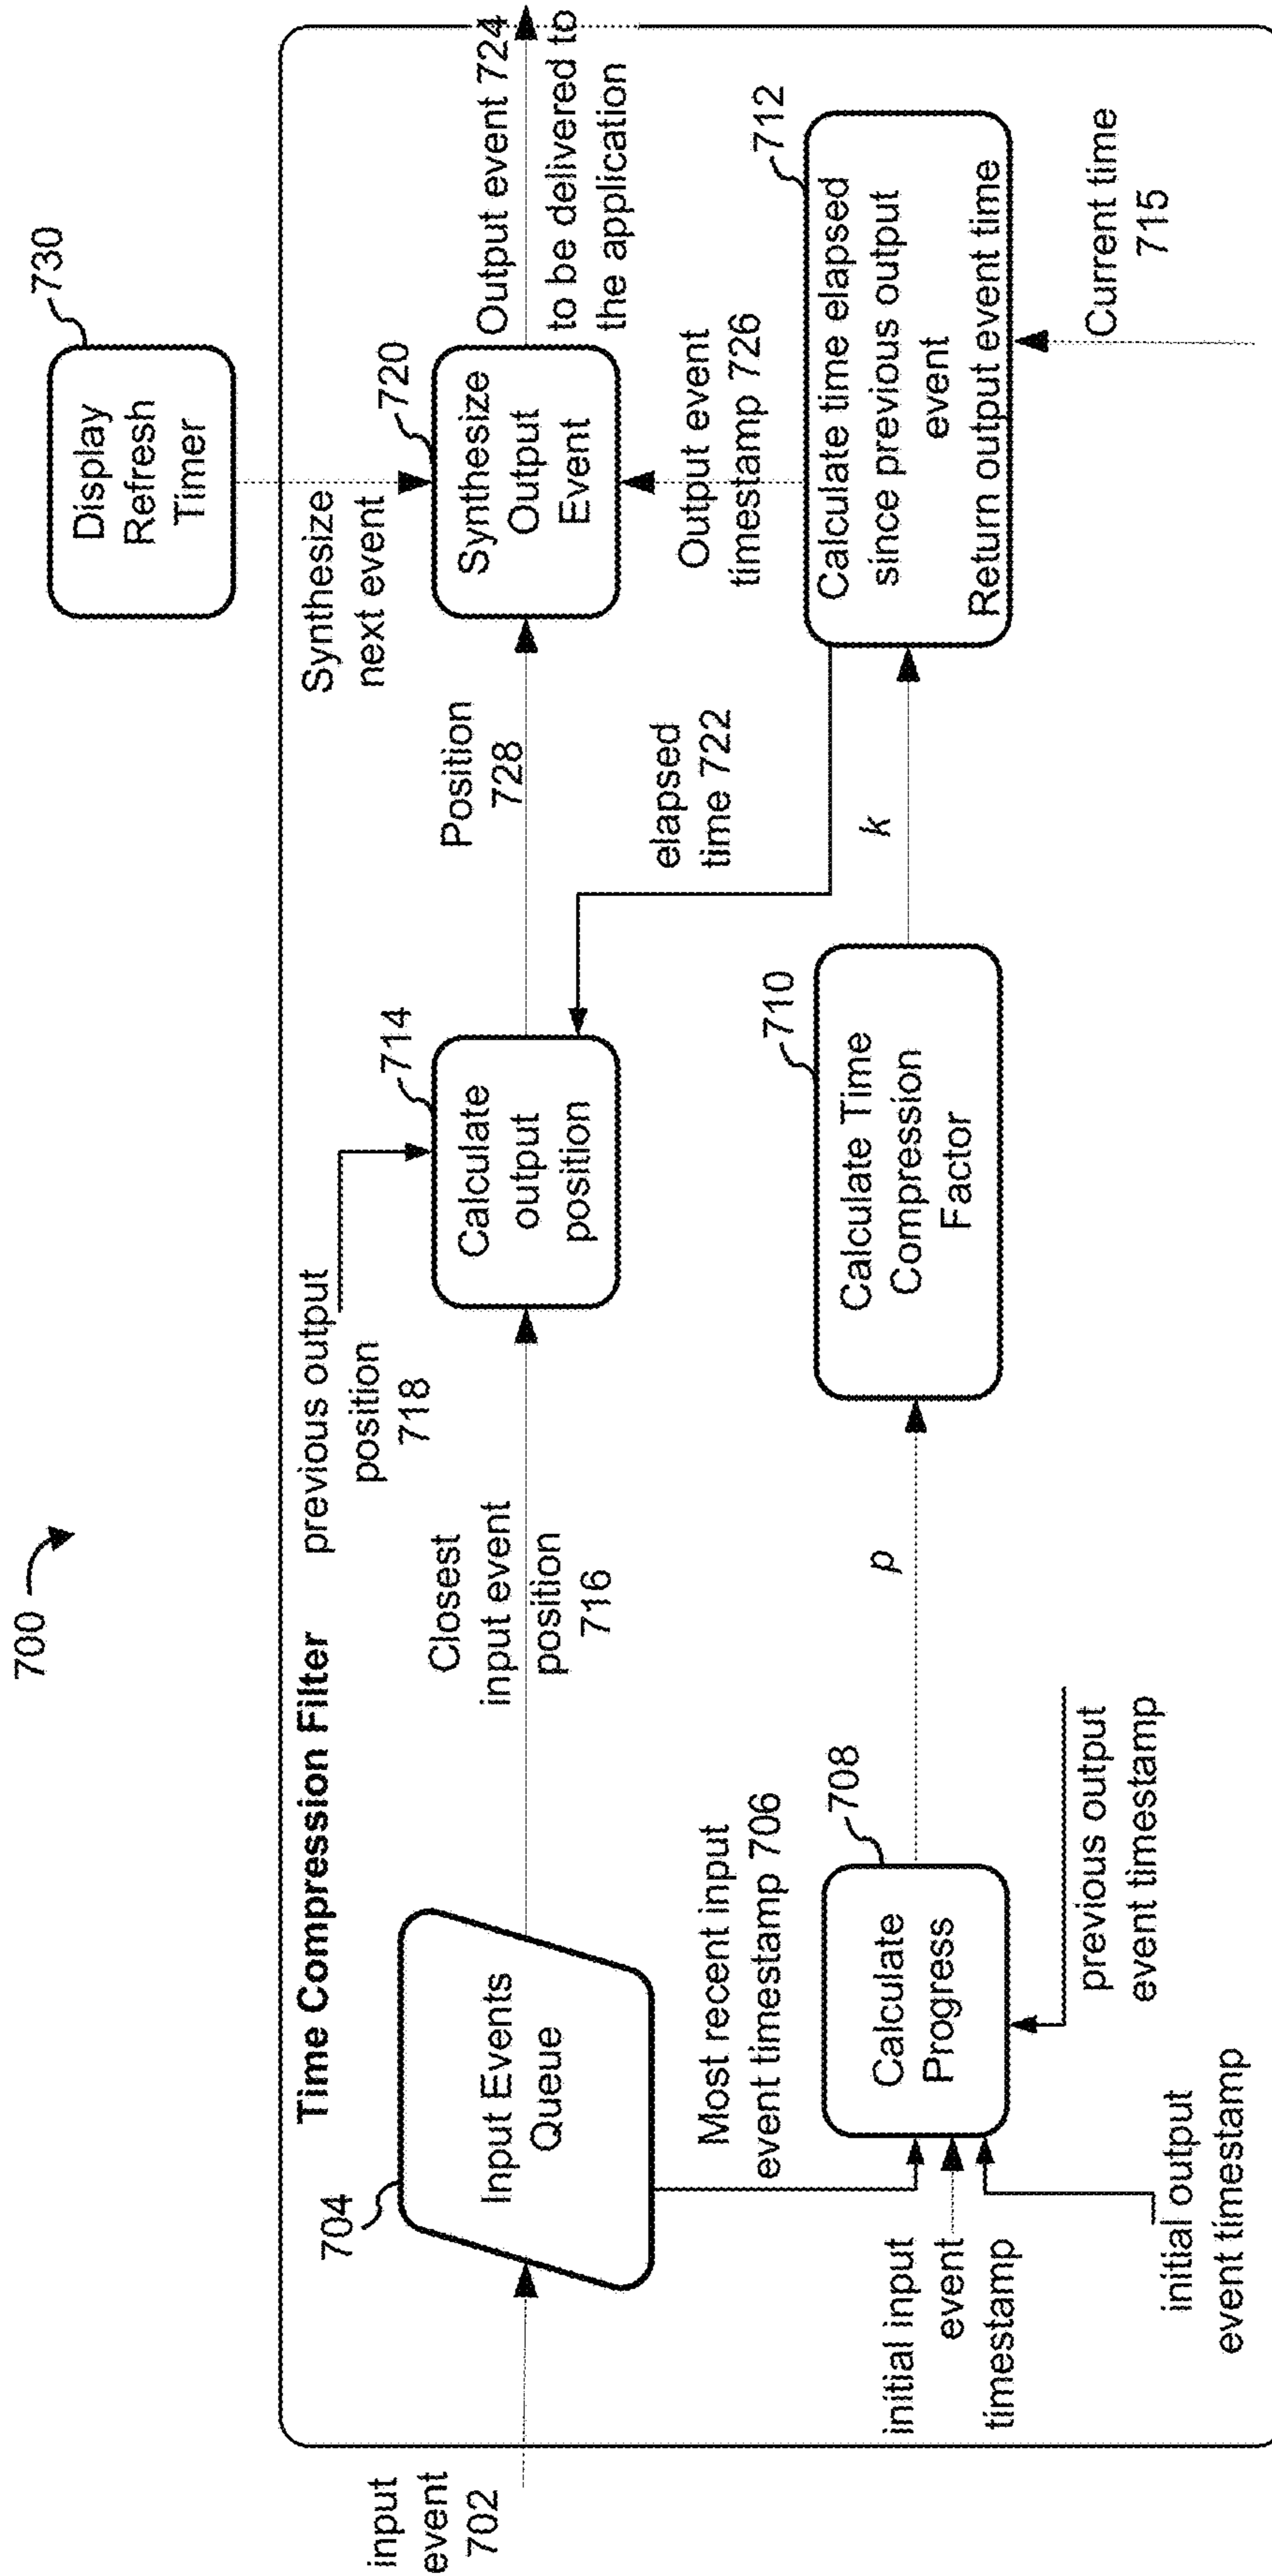 700
730
Display
Refresh
Timer
Time Compression Filter
previous output
position
718
Synthesize
next event
input
event
702
704
Input Events
Queue
Closest
input event
position
716
714
Calculate
output
position
Position
728
720
Synthesize
Output
Event
Output event 724
to be delivered to
the application
Most recent input
event timestamp 706
elapsed
time 722
Output event
timestamp 726
initial input
event
timestamp
708
Calculate
Progress
p
710
Calculate Time
Compression
Factor
k
712
Calculate time elapsed
since previous output
event
Return output event time
initial output
event timestamp
previous output
event timestamp
Current time
715